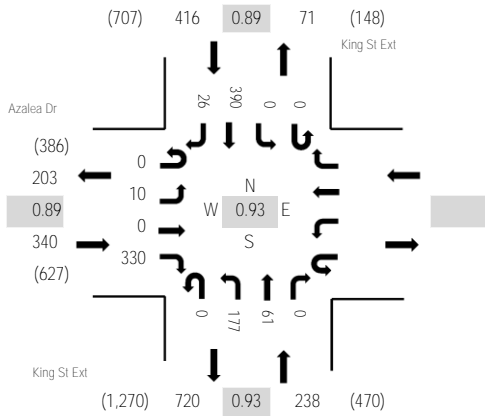 (707) 416 0.89 71 (148)
King St Ext
26 390 0 0
Azalea Dr
(386)
203
0
10
0.89
0
340
330
(627)
N
W 0.93 E
S
0 177 61 0
King St Ext
(1,270) 720 0.93 238 (470)